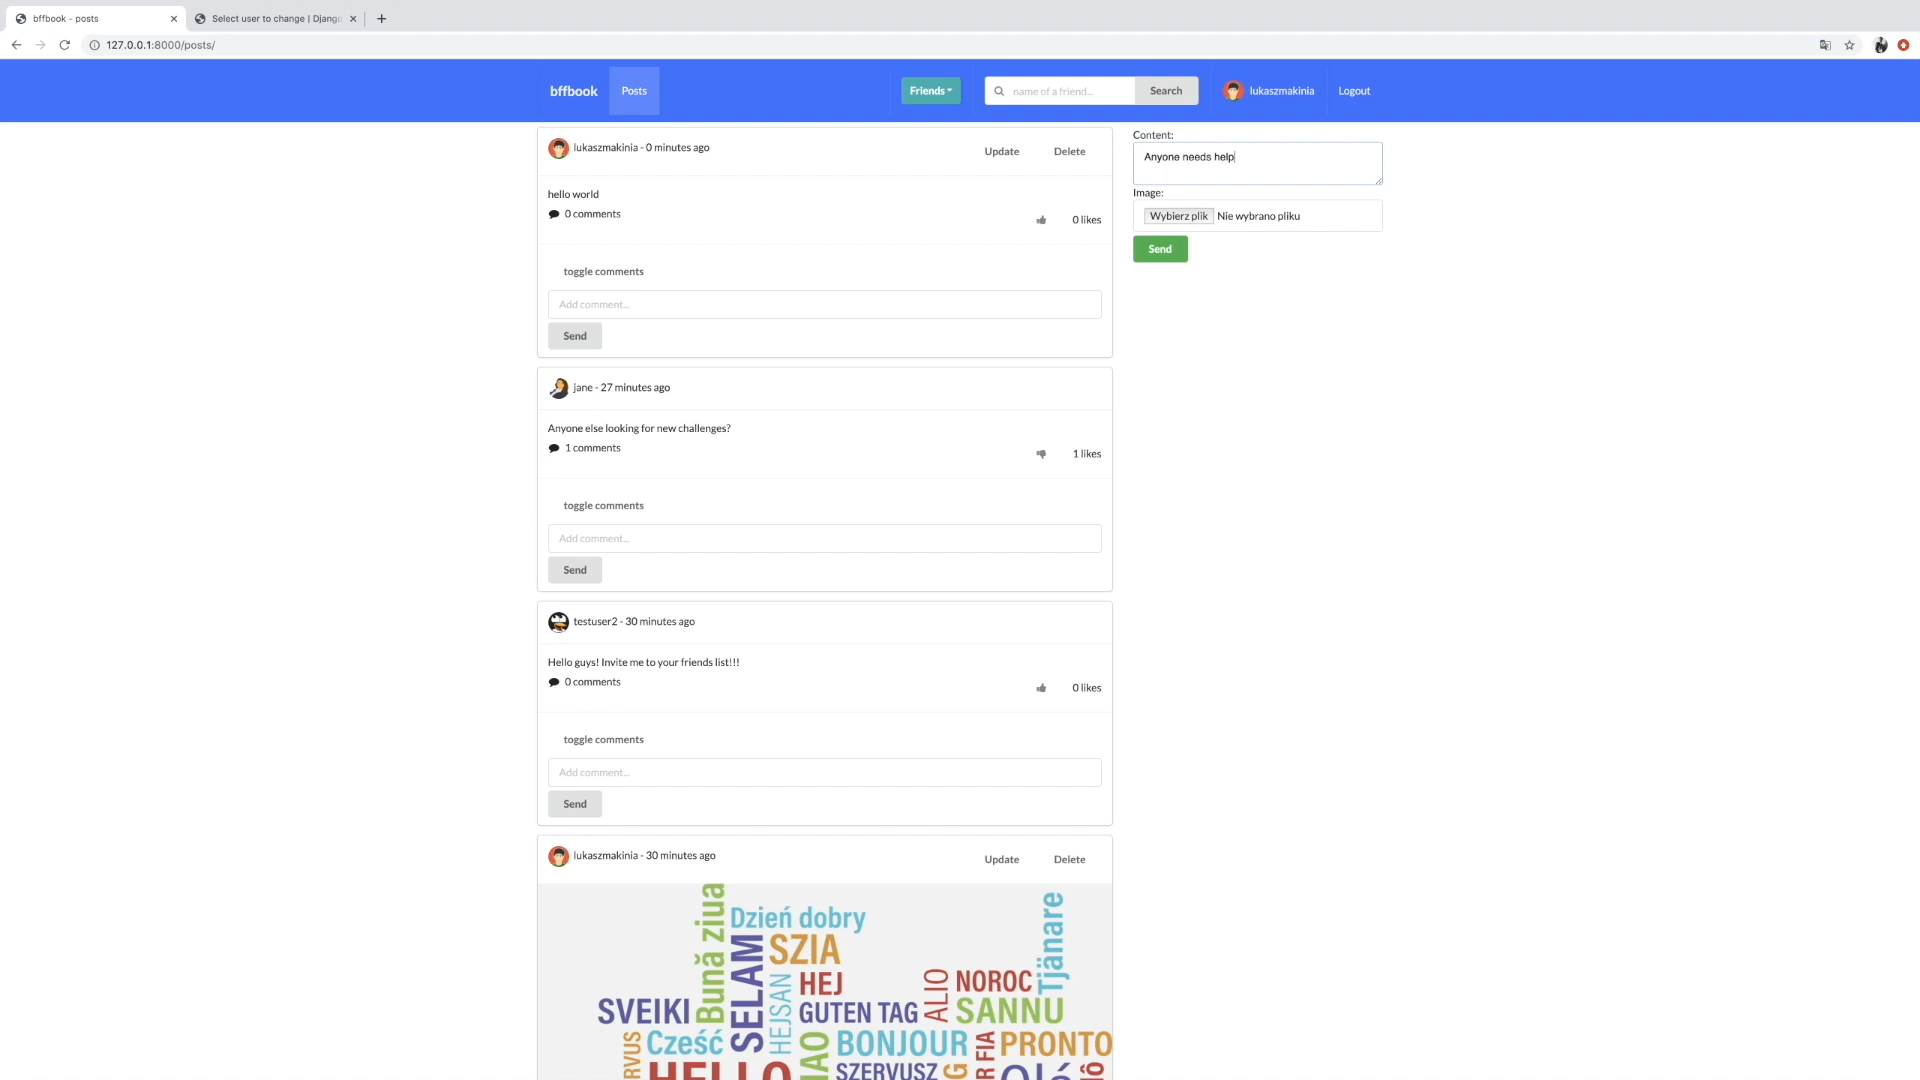 bffbook - posts
Select user to change | Django
127.0.0.1:8000/posts/
bffbook
Posts
Friends
name of a friend...
Search
lukaszmakinia
Logout
lukaszmakinia - 0 minutes ago
Update
Delete
hello world
0 comments
0 likes
toggle comments
Add comment...
Send
Content:
Anyone needs help
Image:
Wybierz plik Nie wybrano pliku
Send
jane - 27 minutes ago
Anyone else looking for new challenges?
1 comments
1 likes
toggle comments
Add comment...
Send
testuser2 - 30 minutes ago
Hello guys! Invite me to your friends list!!!
0 comments
0 likes
toggle comments
Add comment...
Send
lukaszmakinia - 30 minutes ago
Update
Delete
Bună ziua
Dzień dobry
Tjänare
SELAM
SZIA
HEJSAN
HEJ
ALIO
NOROC
SVEIKI
GUTEN TAG
SANNU
Cześć
BONJOUR
PRONTO
HELLO
SZERVUSZ